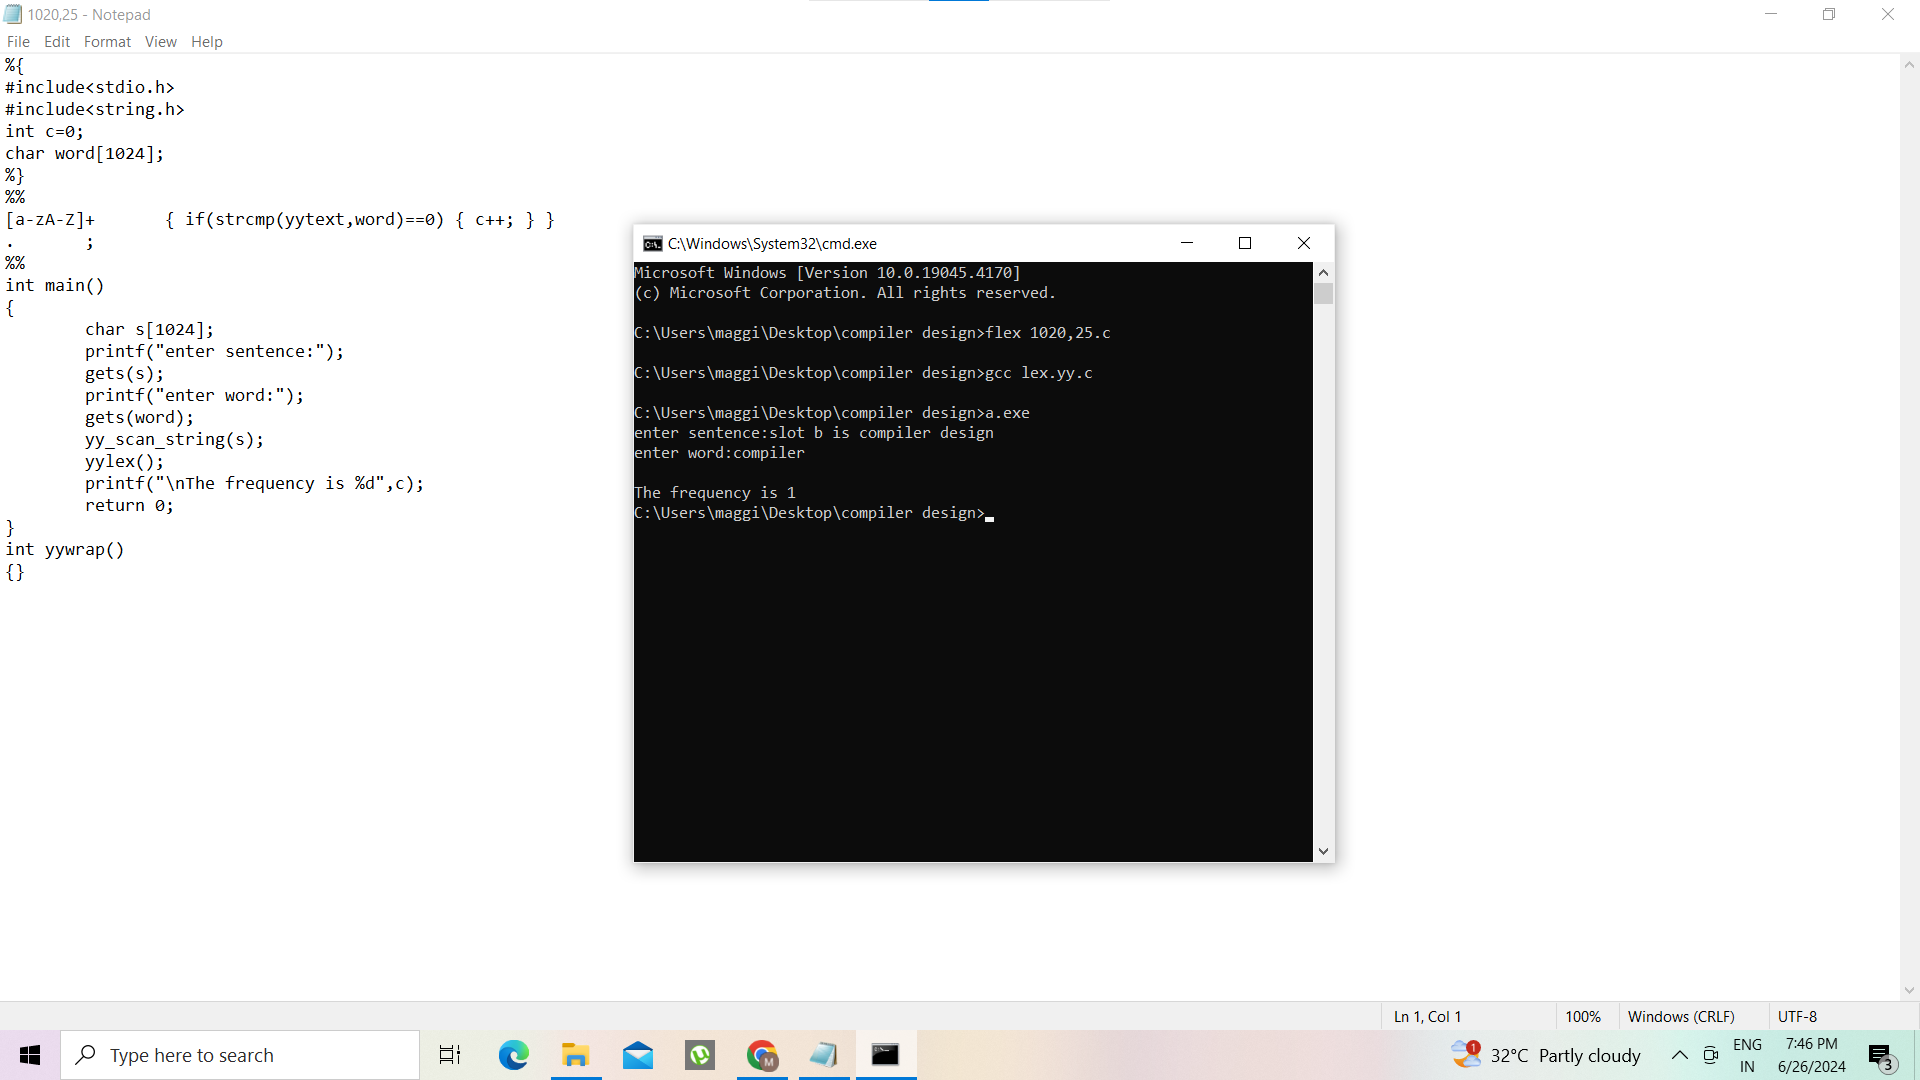 1020,25 - Notepad
File Edit Format View Help
%{
#include<stdio.h>
#include<string.h>
int c=0;
char word[1024];
%}
%%
[a-zA-Z]+       { if(strcmp(yytext,word)==0) { c++; } }
.       ;
%%
int main()
{
        char s[1024];
        printf("enter sentence:");
        gets(s);
        printf("enter word:");
        gets(word);
        yy_scan_string(s);
        yylex();
        printf("\nThe frequency is %d",c);
        return 0;
}
int yywrap()
{}
C:\Windows\System32\cmd.exe
Microsoft Windows [Version 10.0.19045.4170]
(c) Microsoft Corporation. All rights reserved.
C:\Users\maggi\Desktop\compiler design>flex 1020,25.c
C:\Users\maggi\Desktop\compiler design>gcc lex.yy.c
C:\Users\maggi\Desktop\compiler design>a.exe
enter sentence:slot b is compiler design
enter word:compiler
The frequency is 1
C:\Users\maggi\Desktop\compiler design>
Ln 1, Col 1 100% Windows (CRLF) UTF-8
Type here to search
M
1
32°C Partly cloudy
ENG
IN
7:46 PM
6/26/2024
3